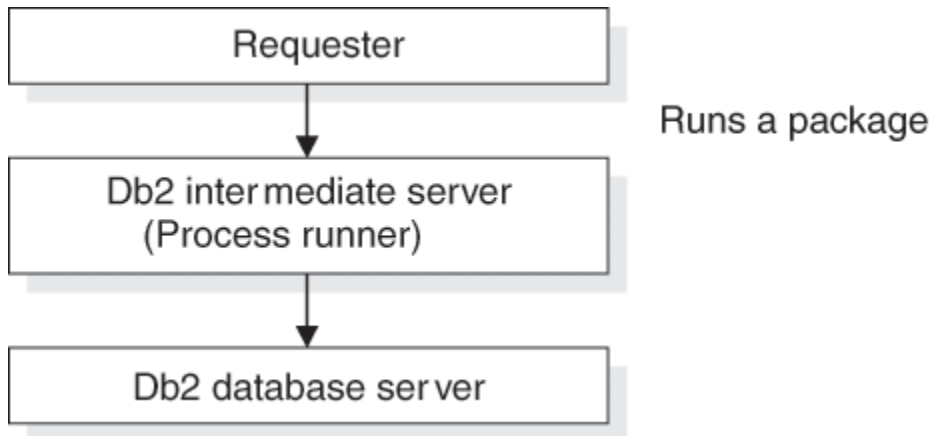 Requester
Runs a package
Db2 intermediate server
(Process runner)
Db2 database server